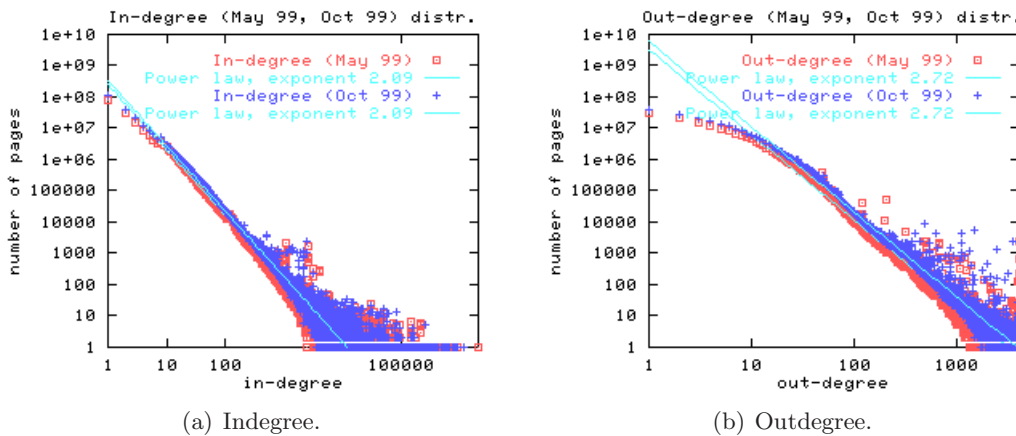 In-degree (May 99, Oct 99) distr.
1e+10
1e+09
1e+08
1e+07
1e+06
100000
10000
1000
100
10
1
number of pages
In-degree (May 99)
Power law, exponent 2.09
In-degree (Oct 99)
Power law, exponent 2.09
1
10
100
100000
in-degree
(a) Indegree.
Out-degree (May 99, Oct 99) distr.
1e+10
1e+09
1e+08
1e+07
1e+06
100000
10000
1000
100
10
1
number of pages
Out-degree (May 99)
Power law, exponent 2.72
Out-degree (Oct 99)
Power law, exponent 2.72
1
10
100
1000
out-degree
(b) Outdegree.